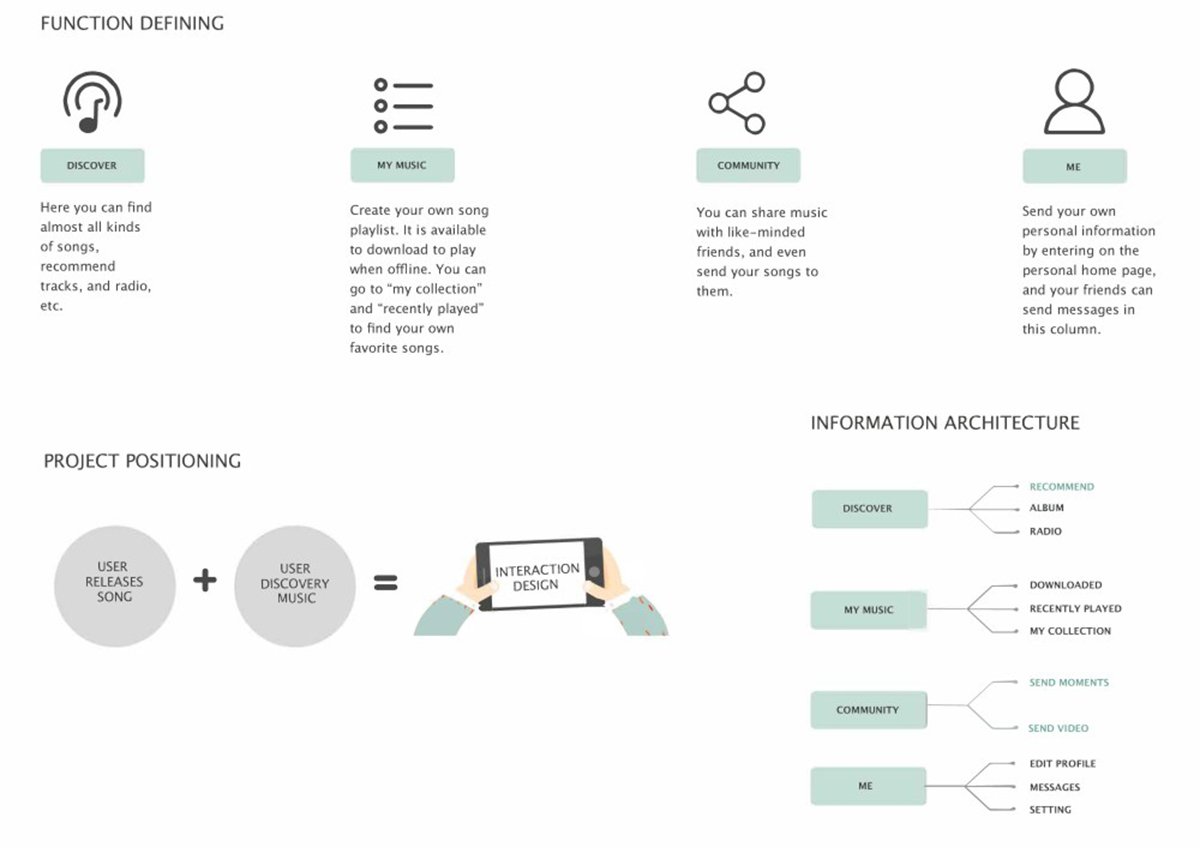 FUNCTION DEFINING
DISCOVER
Here you can find
almost all kinds
of songs,
recommend
tracks, and radio,
etc.
MY MUSIC
Create your own song
playlist. It is available
to download to play
when offline. You can
go to “my collection”
and “recently played”
to find your own
favorite songs.
COMMUNITY
You can share music
with like-minded
friends, and even
send your songs to
them.
ME
Send your own
personal information
by entering on the
personal home page,
and your friends can
send messages in
this column.
PROJECT POSITIONING
USER
RELEASES
SONG
+
USER
DISCOVERY
MUSIC
=
INTERACTION
DESIGN
INFORMATION ARCHITECTURE
DISCOVER
RECOMMEND
ALBUM
RADIO
MY MUSIC
DOWNLOADED
RECENTLY PLAYED
MY COLLECTION
COMMUNITY
SEND MOMENTS
SEND VIDEO
ME
EDIT PROFILE
MESSAGES
SETTING